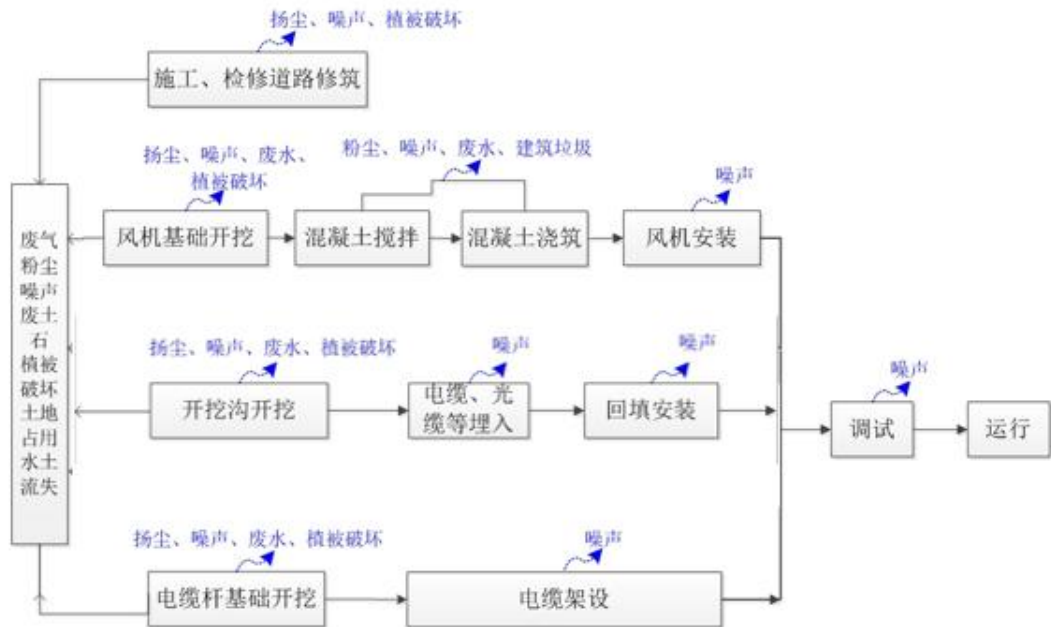 扬尘、噪声、植被破坏
施工、检修道路修筑
扬尘、噪声、废水、
植被破坏
粉尘、噪声、废水、建筑垃圾
噪声
风机基础开挖
混凝土搅拌
混凝土浇筑
风机安装
废气
粉尘
噪声
废土
石
植被
破坏
土地
占用
水土
流失
扬尘、噪声、废水、植被破坏
噪声
噪声
开挖沟开挖
电缆、光
缆等埋入
回填安装
噪声
调试
运行
扬尘、噪声、废水、植被破坏
噪声
电缆杆基础开挖
电缆架设